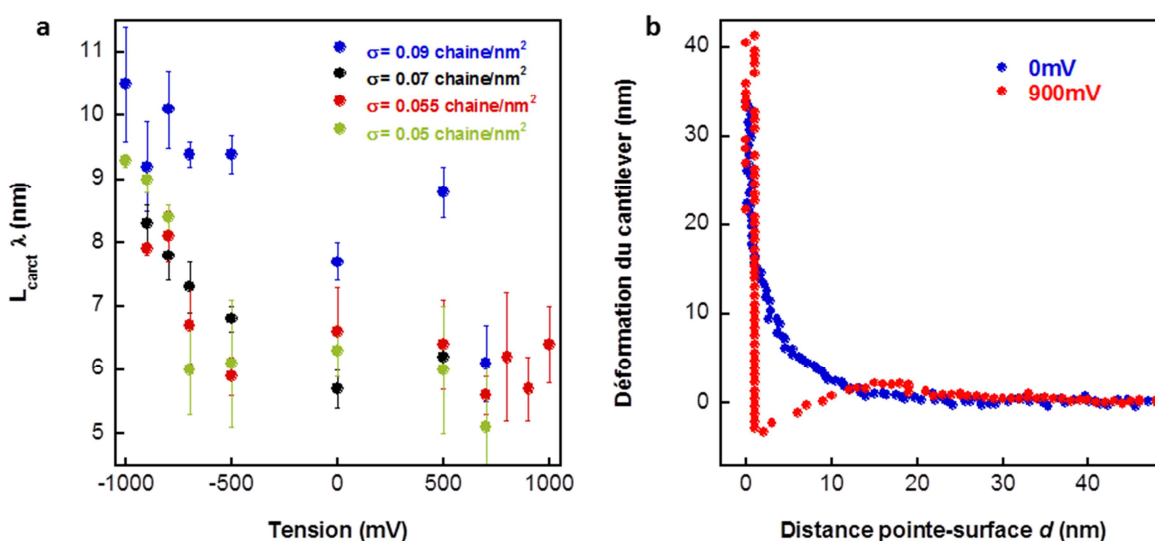 a
σ= 0.09 chaine/nm²
σ= 0.07 chaine/nm²
σ= 0.055 chaine/nm²
σ= 0.05 chaine/nm²
11
10
9
8
7
6
5
-1000
-500
0
500
1000
L_carct λ (nm)
Tension (mV)
b
0mV
900mV
40
30
20
10
0
0
10
20
30
40
Déformation du cantilever (nm)
Distance pointe-surface d (nm)